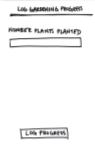 LOG GARDENING PROGRESS
NUMBER PLANTS PLANTED
LOG PROGRESS